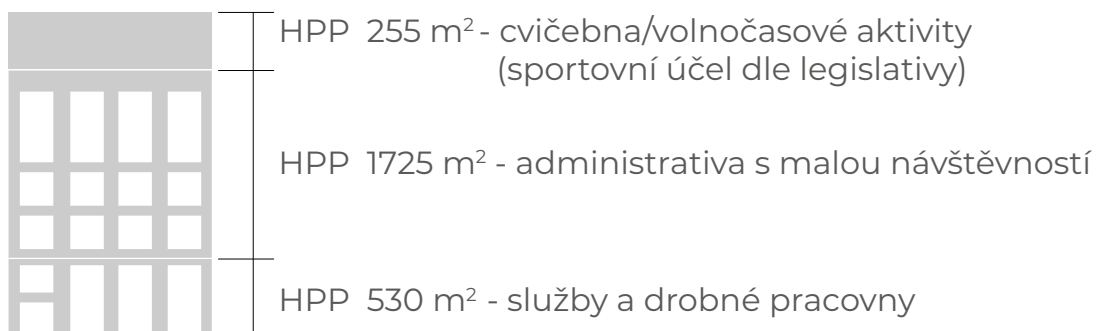 HPP 255 m² - cvičebna/volnočasové aktivity
(sportovní účel dle legislativy)
HPP 1725 m² - administrativa s malou návštěvností
HPP 530 m² - služby a drobné pracovny